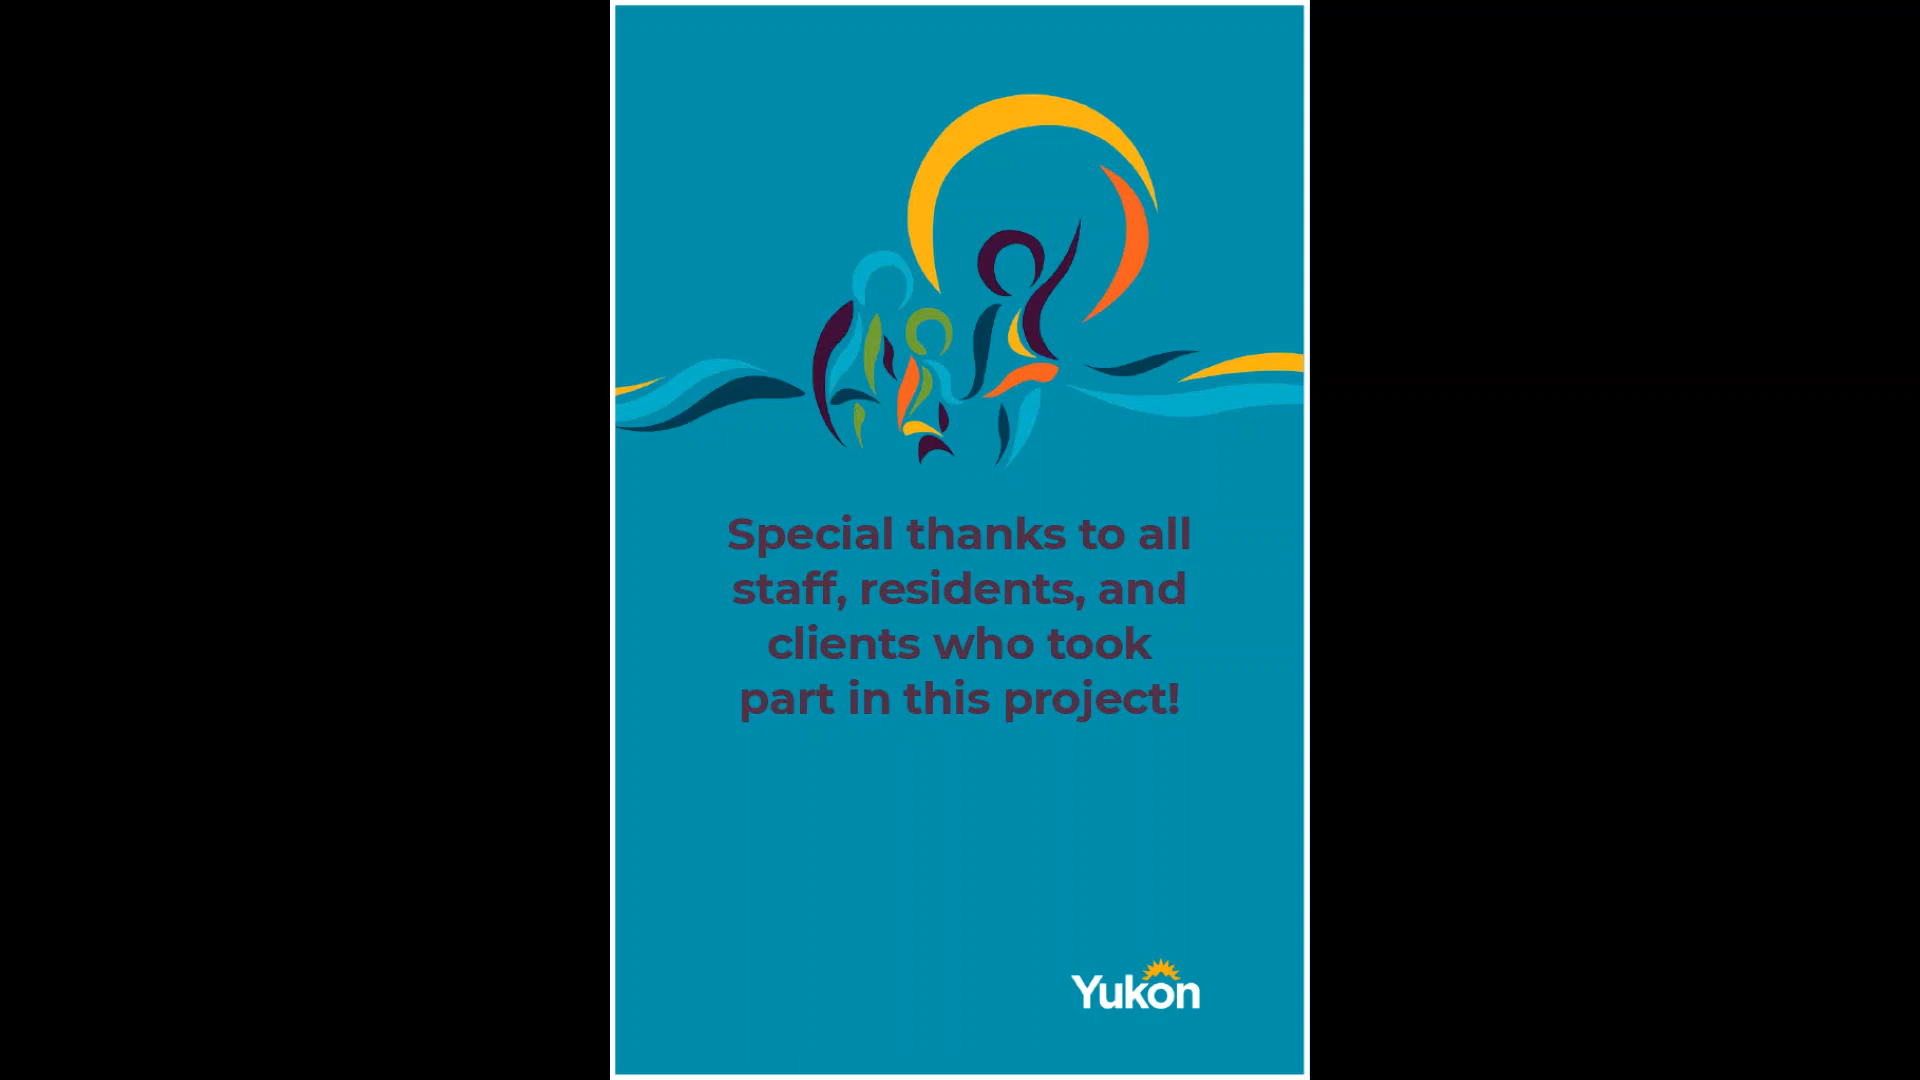 Special thanks to all
staff, residents, and
clients who took
part in this project!
Yukon